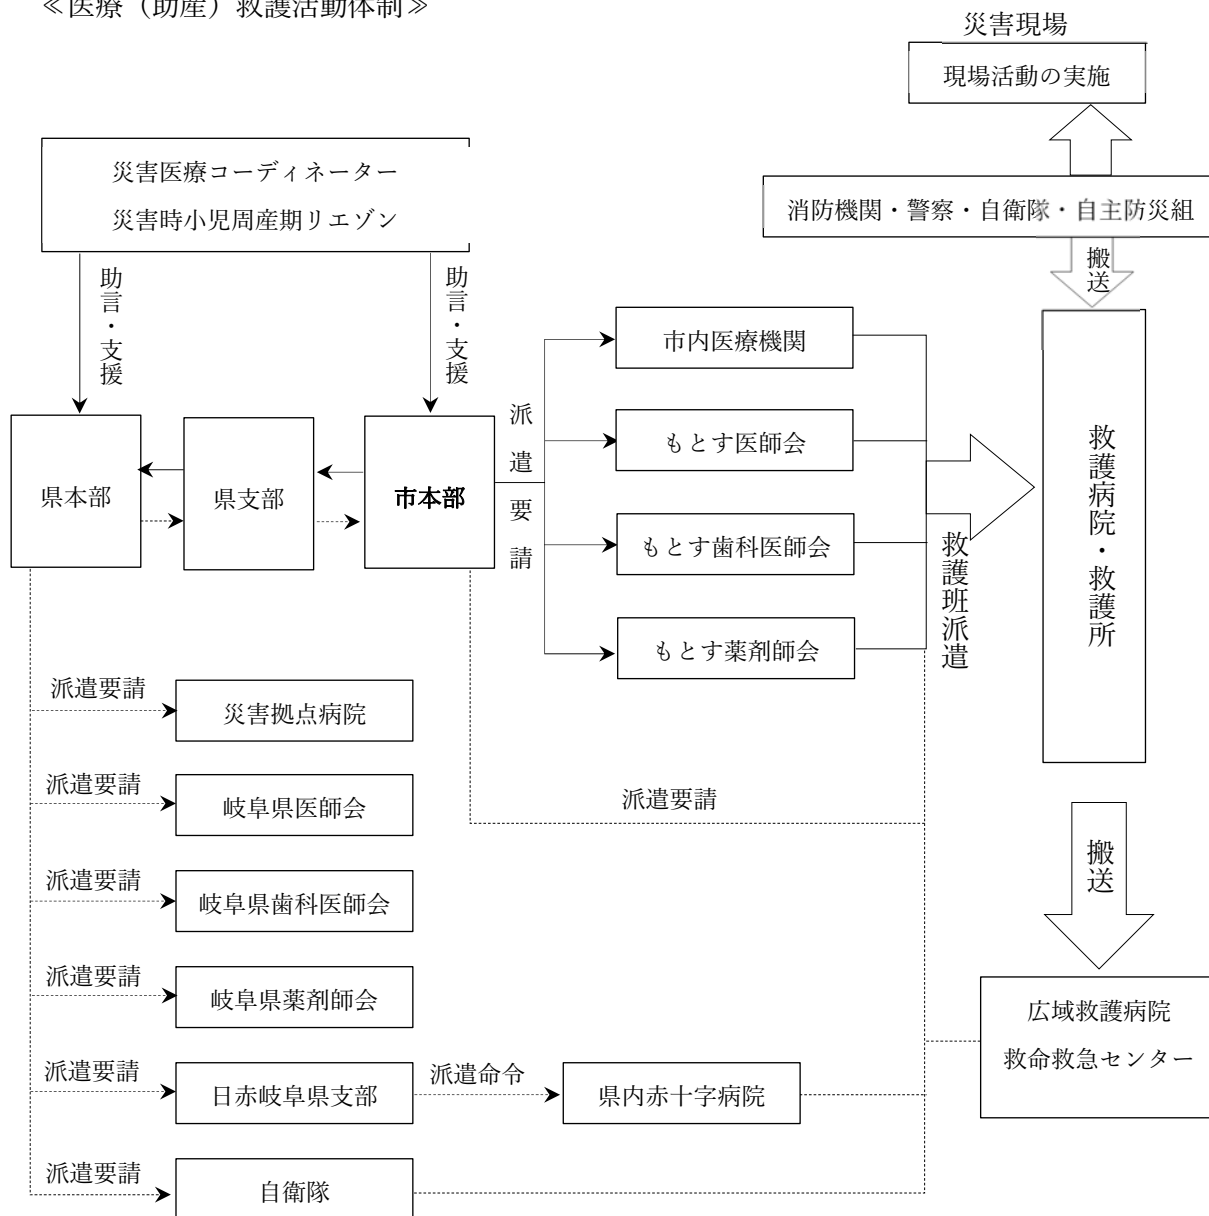 ≪医療（助産）救護活動体制≫
災害現場
現場活動の実施
災害医療コーディネーター
災害時小児周産期リエゾン
消防機関・警察・自衛隊・自主防災組
搬送
助言・支援
助言・支援
市内医療機関
派遣要請
もとす医師会
県本部
県支部
市本部
もとす歯科医師会
もとす薬剤師会
救護班派遣
救護病院・救護所
派遣要請
災害拠点病院
派遣要請
岐阜県医師会
派遣要請
搬送
派遣要請
岐阜県歯科医師会
派遣要請
岐阜県薬剤師会
広域救護病院
救命救急センター
派遣要請
日赤岐阜県支部
派遣命令
県内赤十字病院
派遣要請
自衛隊